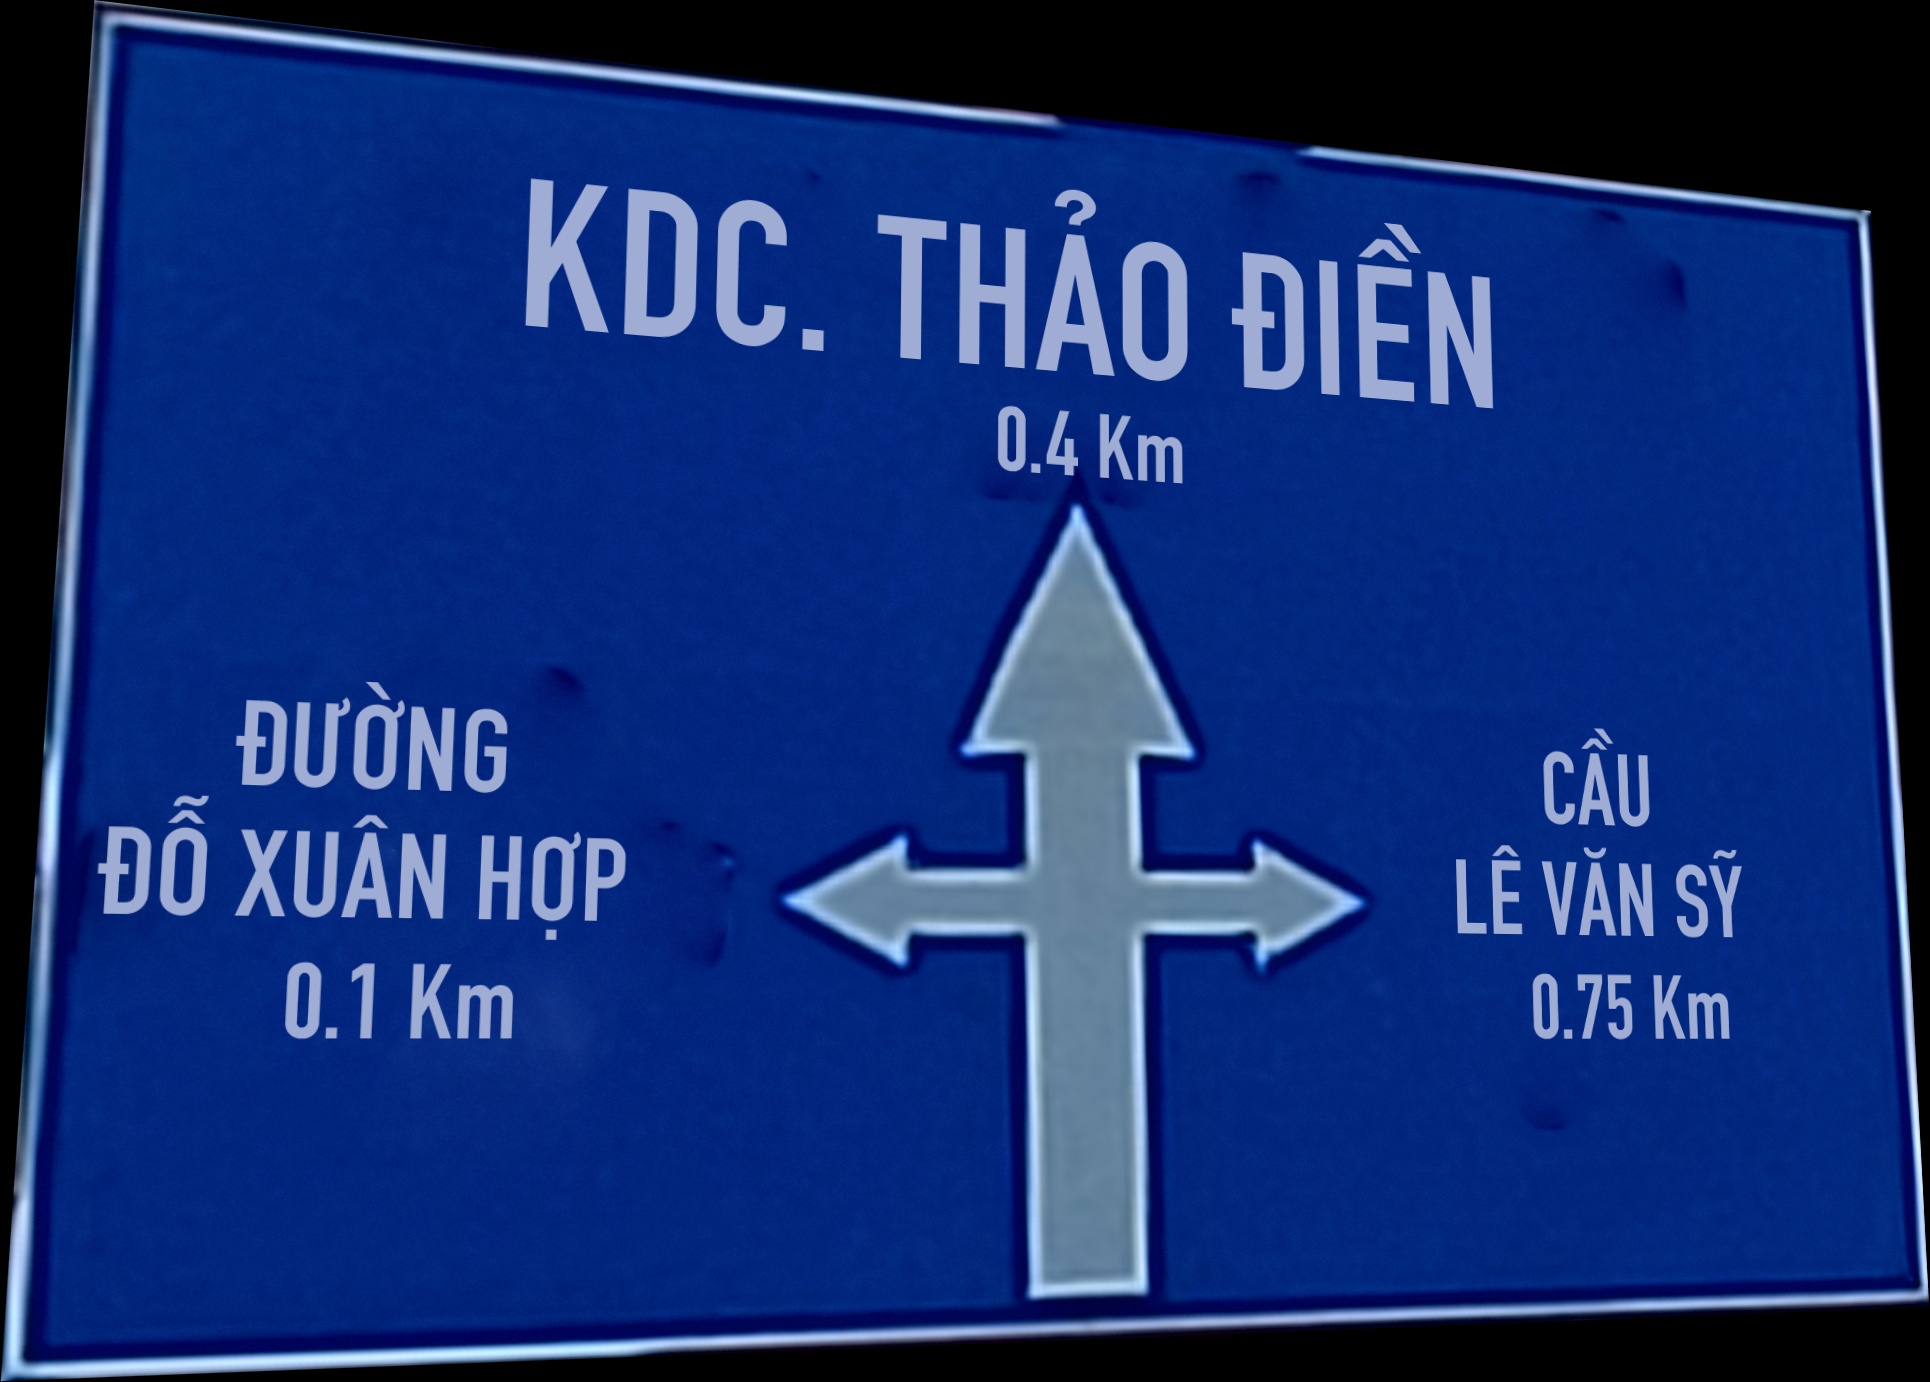 KDC. THẢO ĐIỀN
0.4 Km
ĐƯỜNG
ĐỖ XUÂN HỢP
0.1 Km
CẦU
LÊ VĂN SỸ
0.75 Km